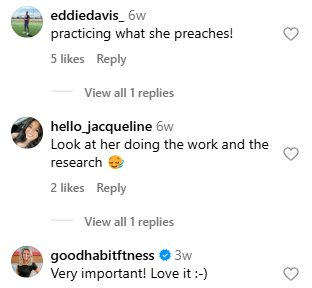 eddiedavis_ 6w
practicing what she preaches!
5 likes Reply
View all 1 replies
hello_jacqueline 6w
Look at her doing the work and the
research 🥵
2 likes Reply
View all 1 replies
goodhabitftness 3w
Very important! Love it :-)